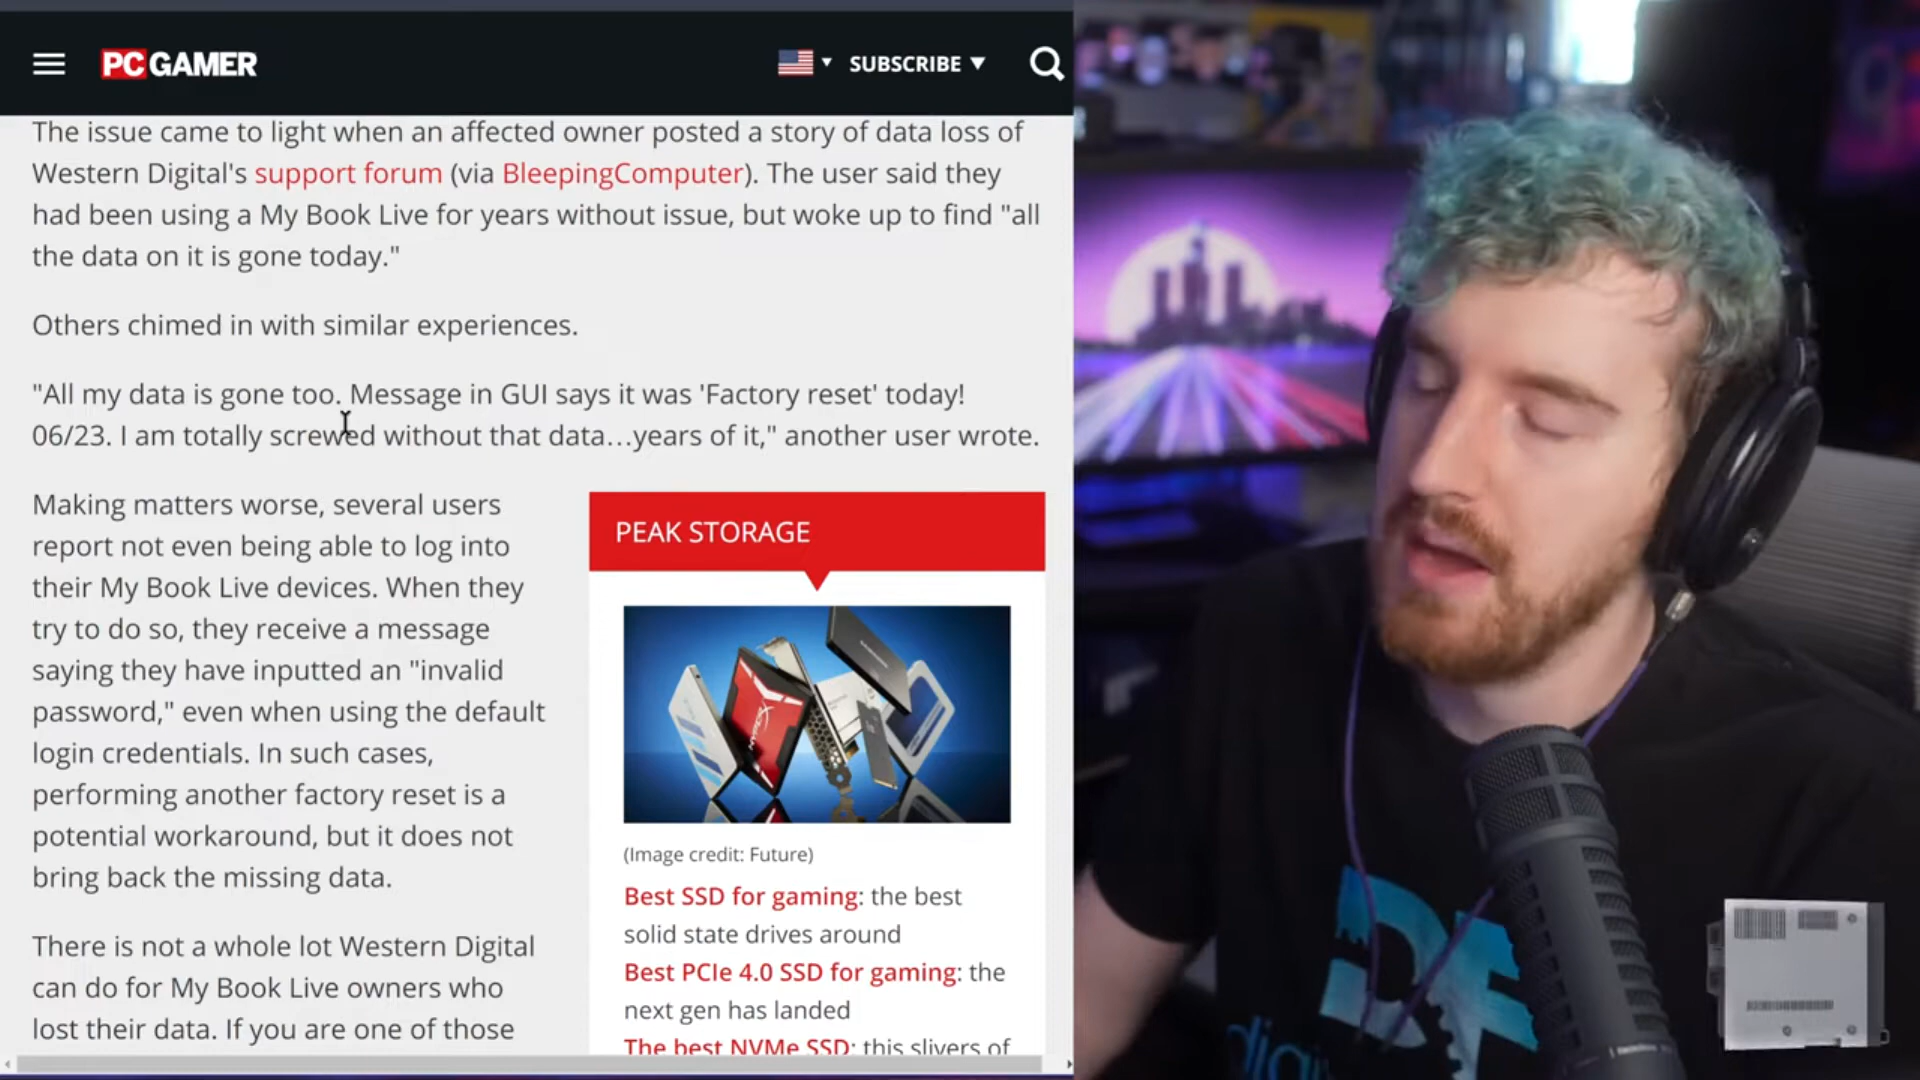 PC GAMER
SUBSCRIBE
The issue came to light when an affected owner posted a story of data loss of
Western Digital's support forum (via BleepingComputer). The user said they
had been using a My Book Live for years without issue, but woke up to find "all
the data on it is gone today."
Others chimed in with similar experiences.
"All my data is gone too. Message in GUI says it was 'Factory reset' today!
06/23. I am totally screwed without that data...years of it," another user wrote.
Making matters worse, several users
report not even being able to log into
their My Book Live devices. When they
try to do so, they receive a message
saying they have inputted an "invalid
password," even when using the default
login credentials. In such cases,
performing another factory reset is a
potential workaround, but it does not
bring back the missing data.
There is not a whole lot Western Digital
can do for My Book Live owners who
lost their data. If you are one of those
PEAK STORAGE
HYPERX
(Image credit: Future)
Best SSD for gaming: the best
solid state drives around
Best PCIe 4.0 SSD for gaming: the
next gen has landed
The best NVMe SSD: this slivers of
DF